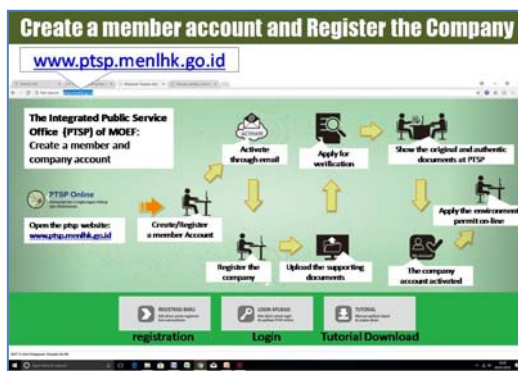 Create a member account and Register the Company
www.ptsp.menlhk.go.id
The Integrated Public Service
Office {PTSP} of MOEF:
Create a member and
company account
PTSP Online
Open the ptsp website:
www.ptsp.menlhk.go.id
Create/Register
a member Account
Activate
through email
Register the
company
Upload the supporting
documents
Apply for
verification
Show the original and authentic
documents at PTSP
The company
account activated
Apply the environment
permit on-line
REGISTRASI BARU
registration
LOGIN APLIKASI
Login
TUTORIAL
Tutorial Download